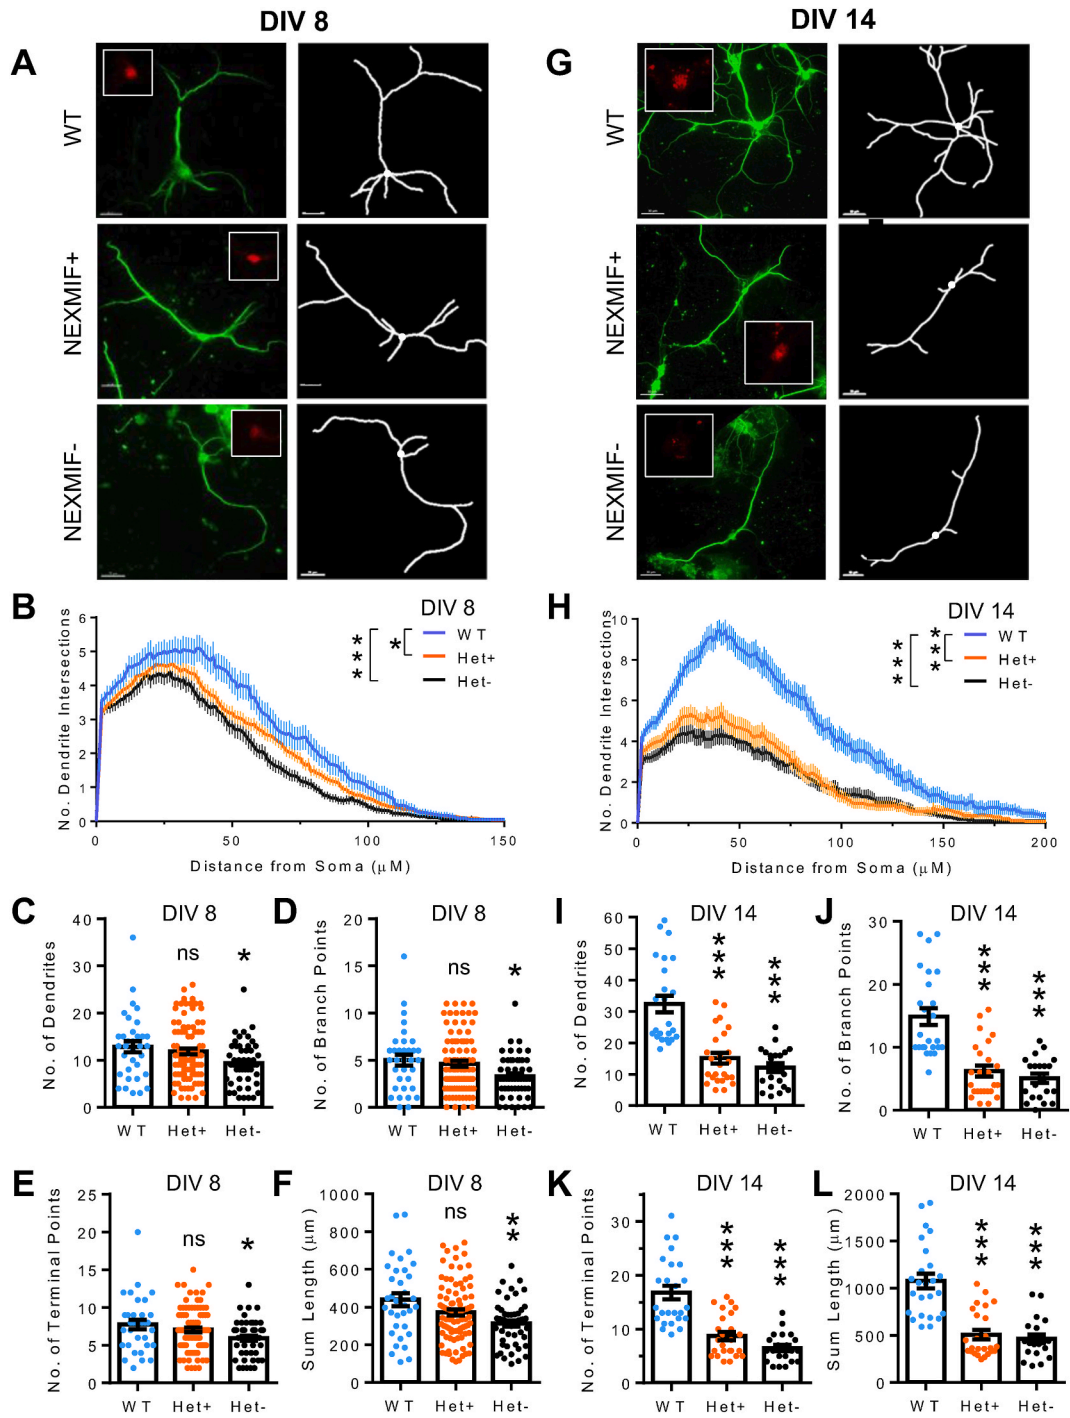 DIV 8
DIV 14
A
WT
NEXMIF+
NEXMIF-
G
WT
NEXMIF+
NEXMIF-
B
DIV 8
No. Dendrite Intersections
6
5
4
3
2
1
0
0 50 100 150
Distance from Soma (μM)
WT
Het+
Het-
*
***
H
DIV 14
No. Dendrite Intersections
10
8
6
4
2
0
0 50 100 150 200
Distance from Soma (μM)
WT
Het+
Het-
***
***
C
DIV 8
No. of Dendrites
40
30
20
10
0
ns
*
WT Het+ Het-
D
DIV 8
No. of Branch Points
20
15
10
5
0
ns
*
WT Het+ Het-
I
DIV 14
No. of Dendrites
60
50
40
30
20
10
0
***
***
WT Het+ Het-
J
DIV 14
No. of Branch Points
30
20
10
0
***
***
WT Het+ Het-
E
DIV 8
No. of Terminal Points
25
20
15
10
5
0
ns
*
WT Het+ Het-
F
DIV 8
Sum Length (μm)
1000
800
600
400
200
0
ns
**
WT Het+ Het-
K
DIV 14
No. of Terminal Points
30
20
10
0
***
***
WT Het+ Het-
L
DIV 14
Sum Length (μm)
2000
1500
1000
500
0
***
***
WT Het+ Het-